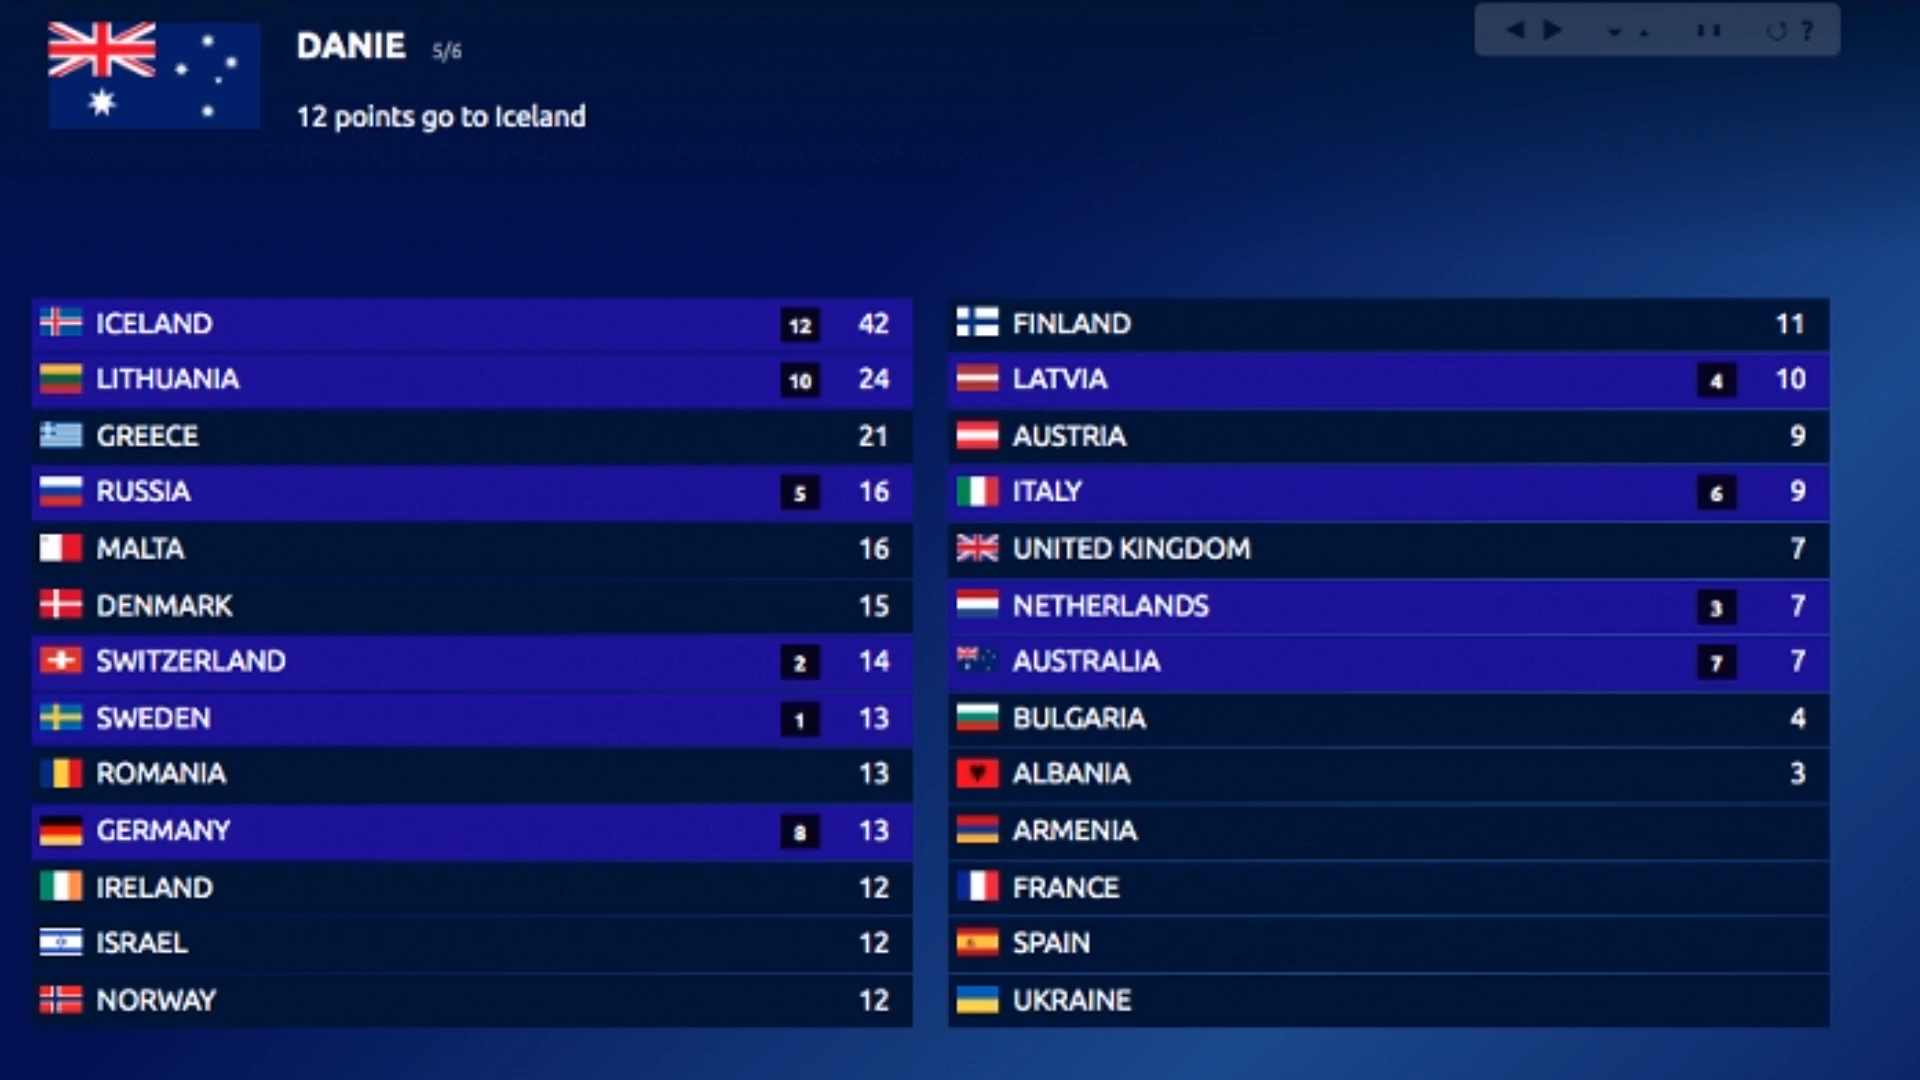 DANIE 5/6
12 points go to Iceland
?
ICELAND 12 42
LITHUANIA 10 24
GREECE 21
RUSSIA 5 16
MALTA 16
DENMARK 15
SWITZERLAND 2 14
SWEDEN 1 13
ROMANIA 13
GERMANY 8 13
IRELAND 12
ISRAEL 12
NORWAY 12
FINLAND 11
LATVIA 4 10
AUSTRIA 9
ITALY 6 9
UNITED KINGDOM 7
NETHERLANDS 3 7
AUSTRALIA 7 7
BULGARIA 4
ALBANIA 3
ARMENIA
FRANCE
SPAIN
UKRAINE